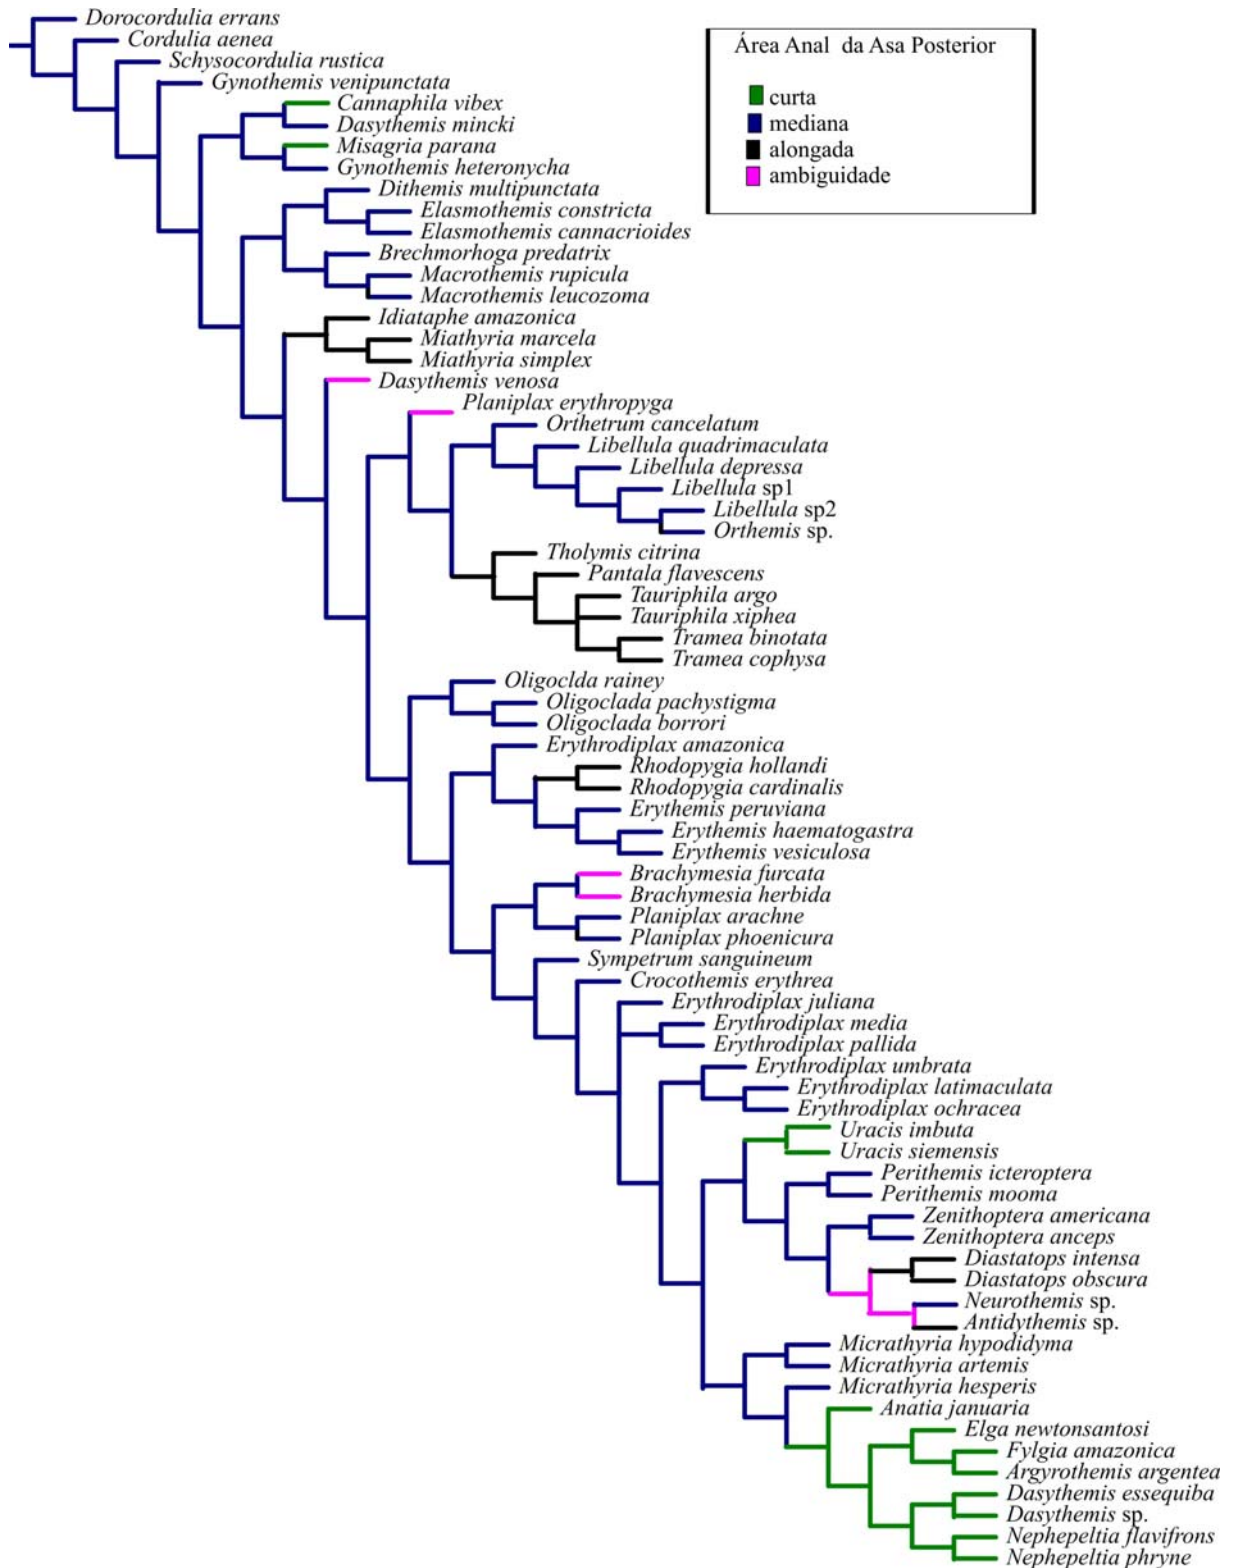 Dorocordulia errans
Cordulia aenea
Schysocordulia rustica
Gynothemis venipunctata
Cannaphila vibex
Dasythemis mincki
Misagria parana
Gynothemis heteronycha
Dithemis multipunctata
Elasmothemis constricta
Elasmothemis cannacrioides
Brechmorhoga predatrix
Macrothemis rupicula
Macrothemis leucozoma
Idiataphe amazonica
Miathyria marcela
Miathyria simplex
Dasythemis venosa
Planiplax erythropyga
Orthetrum cancelatum
Libellula quadrimaculata
Libellula depressa
Libellula sp1
Libellula sp2
Orthemis sp.
Tholymis citrina
Pantala flavescens
Tauriphila argo
Tauriphila xiphea
Tramea binotata
Tramea cophysa
Oligoclda rainey
Oligoclada pachystigma
Oligoclada borrori
Erythrodiplax amazonica
Rhodopygia hollandi
Rhodopygia cardinalis
Erythemis peruviana
Erythemis haematogastra
Erythemis vesiculosa
Brachymesia furcata
Brachymesia herbida
Planiplax arachne
Planiplax phoenicura
Sympetrum sanguineum
Crocothemis erythrea
Erythrodiplax juliana
Erythrodiplax media
Erythrodiplax pallida
Erythrodiplax umbrata
Erythrodiplax latimaculata
Erythrodiplax ochracea
Uracis imbuta
Uracis siemensis
Perithemis icteroptera
Perithemis mooma
Zenithoptera americana
Zenithoptera anceps
Diastatops intensa
Diastatops obscura
Neurothemis sp.
Antidythemis sp.
Micrathyria hypodidyma
Micrathyria artemis
Micrathyria hesperis
Anatia januaria
Elga newtonsantosi
Fylgia amazonica
Argyrothemis argentea
Dasythemis essequiba
Dasythemis sp.
Nephepeltia flavifrons
Nephepeltia phryne
Área Anal da Asa Posterior
curta
mediana
alongada
ambiguidade